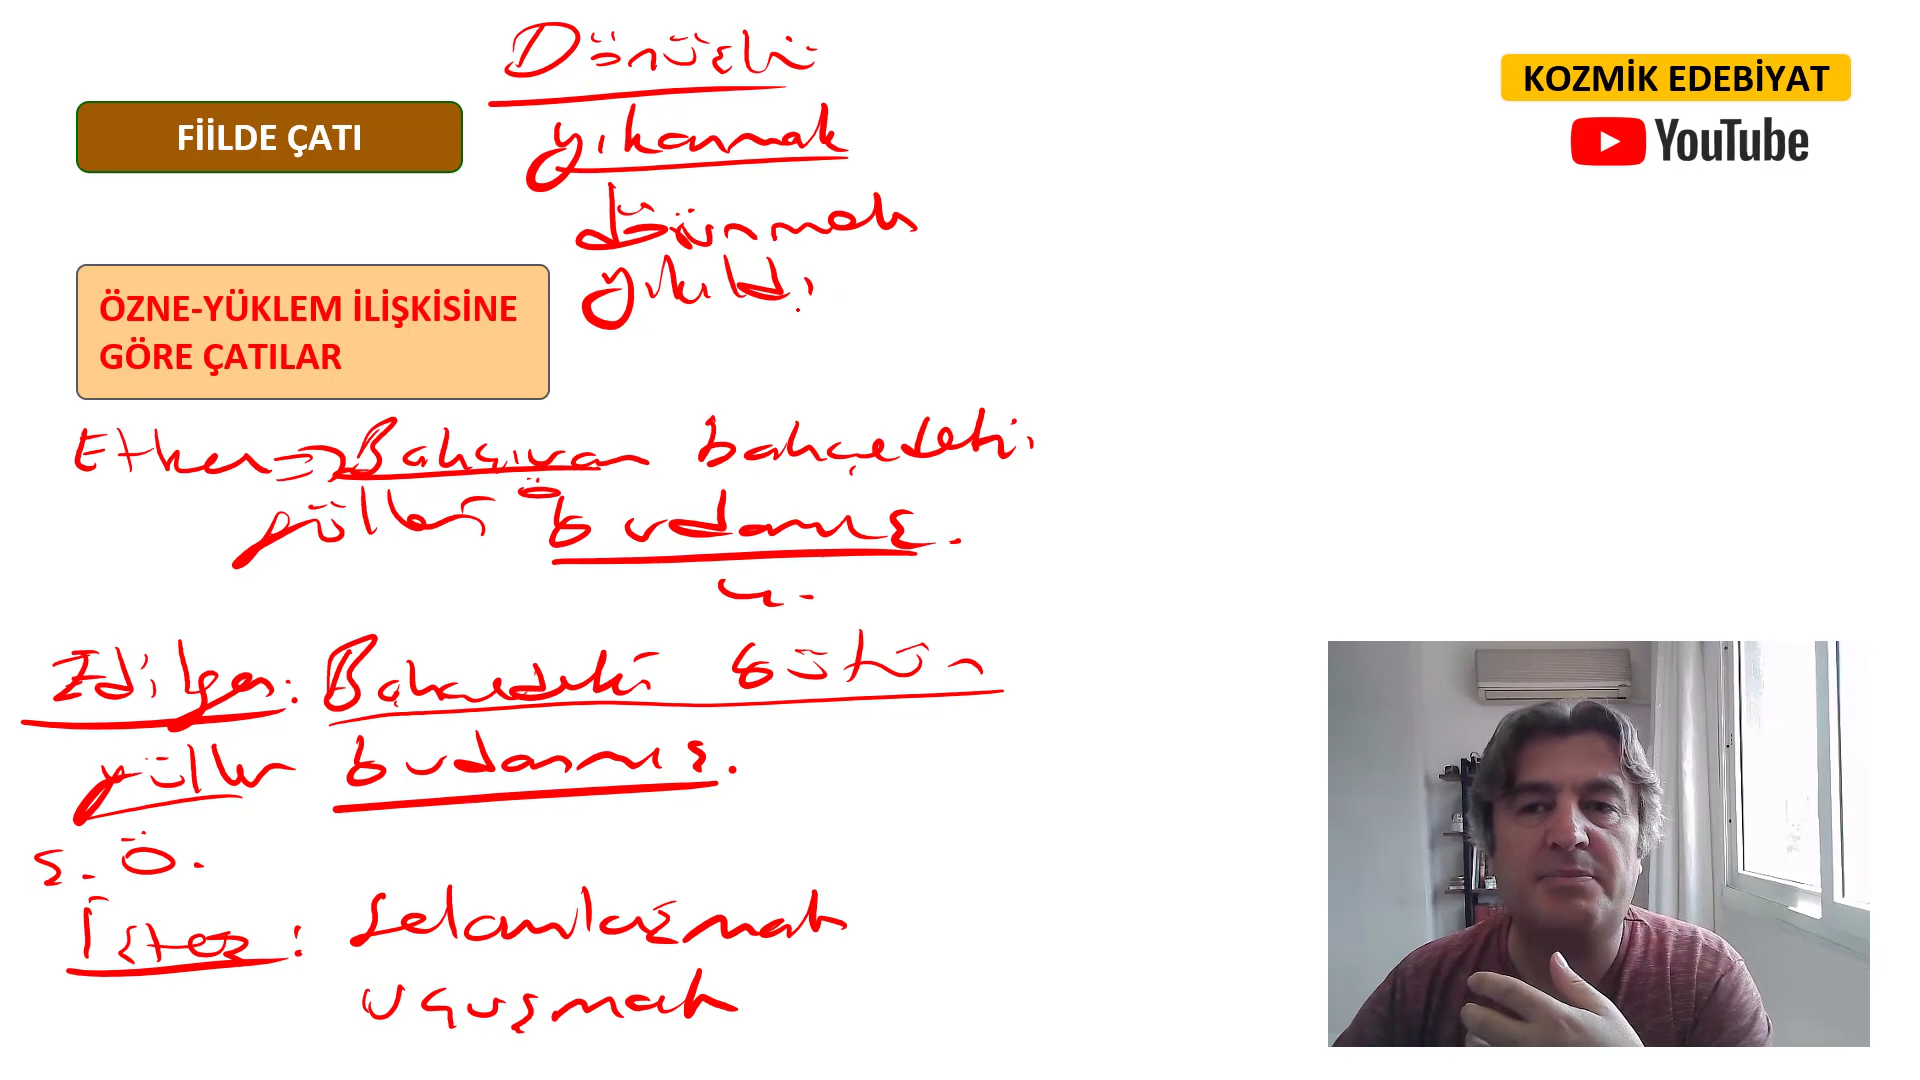 Dönüşlü
yıkanmak
dövünmek
yıkıldı
KOZMİK EDEBİYAT
YouTube
FİİLDE ÇATI
ÖZNE-YÜKLEM İLİŞKİSİNE
GÖRE ÇATILAR
Etken => Bahçıvan bahçedeki
ö
gülleri budamış.
y.
Edilgen: Bahçedeki bütün
güller budanmış.
S. Ö.
İşteş: selamlaşmak
uçuşmak